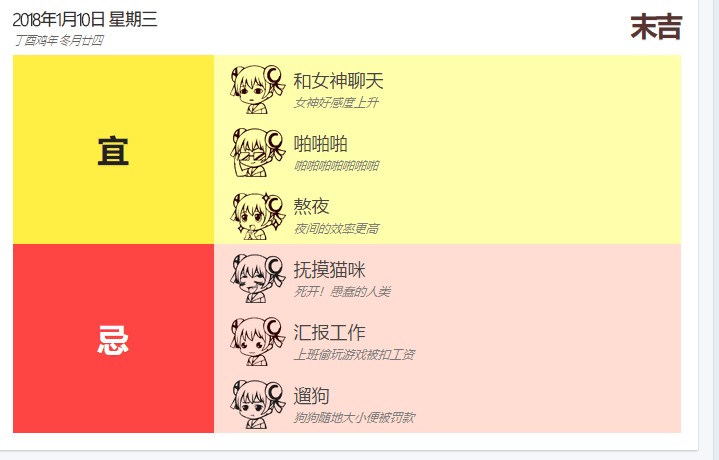 2018年1月10日 星期三
末吉
丁酉鸡年 冬月廿四
宜
和女神聊天
女神好感度上升
啪啪啪
啪啪啪啪啪啪啪
熬夜
夜间的效率更高
忌
抚摸猫咪
死开！愚蠢的人类
汇报工作
上班偷玩游戏被扣工资
遛狗
狗狗随地大小便被罚款